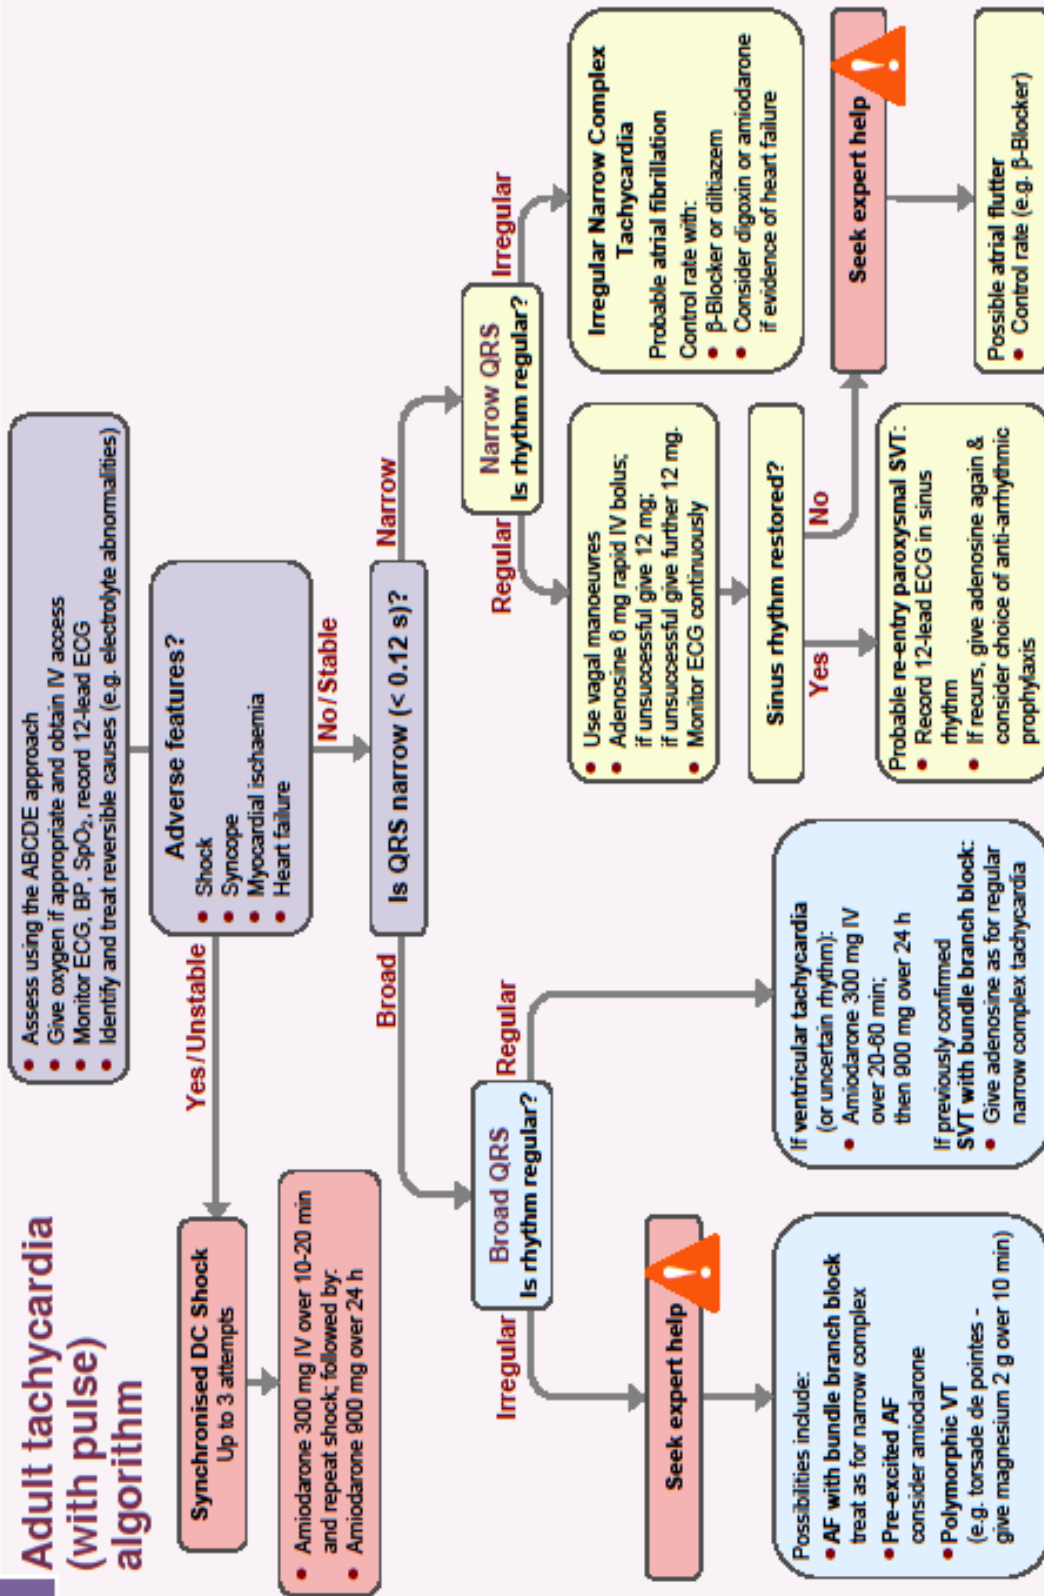 Adult tachycardia
(with pulse)
algorithm
• Assess using the ABCDE approach
• Give oxygen if appropriate and obtain IV access
• Monitor ECG, BP, SpO₂, record 12-lead ECG
• Identify and treat reversible causes (e.g. electrolyte abnormalities)
Adverse features?
• Shock
• Syncope
• Myocardial ischaemia
• Heart failure
Yes/Unstable
Synchronised DC Shock
Up to 3 attempts
• Amiodarone 300 mg IV over 10-20 min
and repeat shock; followed by:
• Amiodarone 900 mg over 24 h
No/Stable
Is QRS narrow (< 0.12 s)?
Broad
Narrow
Broad QRS
Is rhythm regular?
Irregular
Regular
Seek expert help
!
Possibilities include:
• AF with bundle branch block
treat as for narrow complex
• Pre-excited AF
consider amiodarone
• Polymorphic VT
(e.g. torsade de pointes -
give magnesium 2 g over 10 min)
If ventricular tachycardia
(or uncertain rhythm):
• Amiodarone 300 mg IV
over 20-60 min;
then 900 mg over 24 h
If previously confirmed
SVT with bundle branch block:
• Give adenosine as for regular
narrow complex tachycardia
Narrow QRS
Is rhythm regular?
Regular
Irregular
• Use vagal manoeuvres
• Adenosine 6 mg rapid IV bolus;
if unsuccessful give 12 mg;
if unsuccessful give further 12 mg.
• Monitor ECG continuously
Irregular Narrow Complex
Tachycardia
Probable atrial fibrillation
Control rate with:
• β-Blocker or diltiazem
• Consider digoxin or amiodarone
if evidence of heart failure
Sinus rhythm restored?
Yes
No
Probable re-entry paroxysmal SVT:
• Record 12-lead ECG in sinus
rhythm
• If recurs, give adenosine again &
consider choice of anti-arrhythmic
prophylaxis
Seek expert help
!
Possible atrial flutter
• Control rate (e.g. β-Blocker)